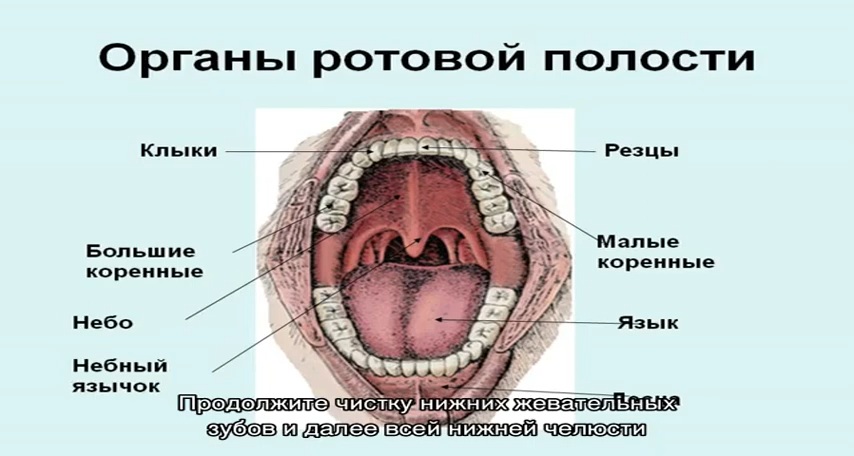 Органы ротовой полости
Клыки
Резцы
Большие
коренные
Малые
коренные
Небо
Язык
Небный
язычок
Продолжите чистку нижних жевательных
зубов и далее всей нижней челюсти